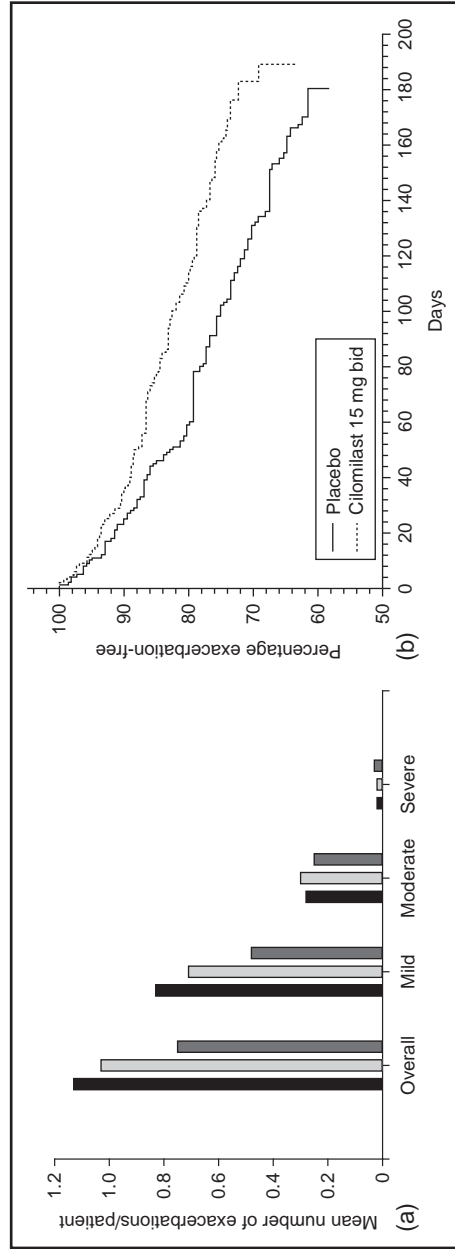 Mean number of exacerbations/patient
1.2
1.0
0.8
0.6
0.4
0.2
0
Overall
Mild
Moderate
Severe
(a)
Percentage exacerbation-free
100
90
80
70
60
50
Placebo
Cilomilast 15 mg bid
0
20
40
60
80
100
120
140
160
180
200
Days
(b)